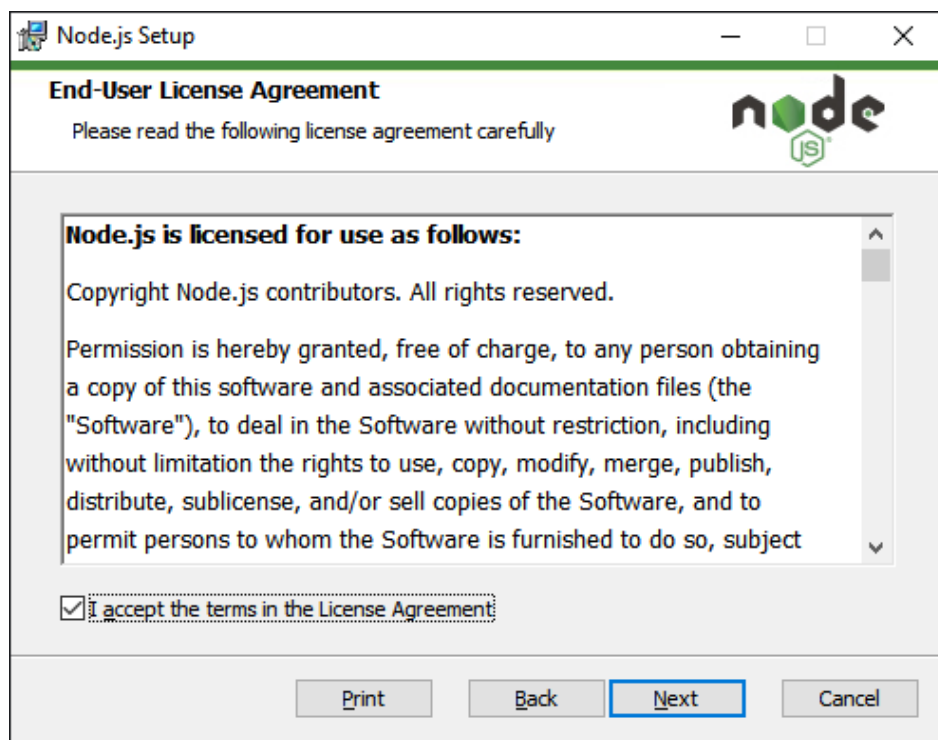 Node.js Setup
End-User License Agreement
Please read the following license agreement carefully
node
JS
Node.js is licensed for use as follows:
Copyright Node.js contributors. All rights reserved.
Permission is hereby granted, free of charge, to any person obtaining
a copy of this software and associated documentation files (the
"Software"), to deal in the Software without restriction, including
without limitation the rights to use, copy, modify, merge, publish,
distribute, sublicense, and/or sell copies of the Software, and to
permit persons to whom the Software is furnished to do so, subject
I accept the terms in the License Agreement
Print Back Next Cancel